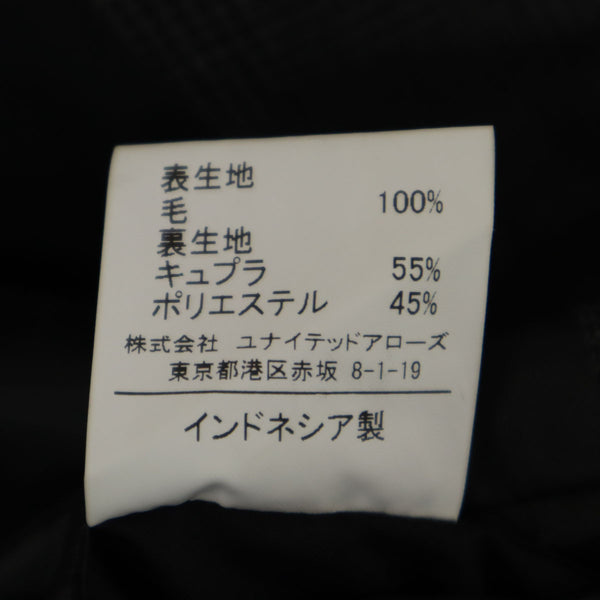 表生地
毛 100%
裏生地
キュプラ 55%
ポリエステル 45%
株式会社 ユナイテッドアローズ
東京都港区赤坂 8-1-19
インドネシア製